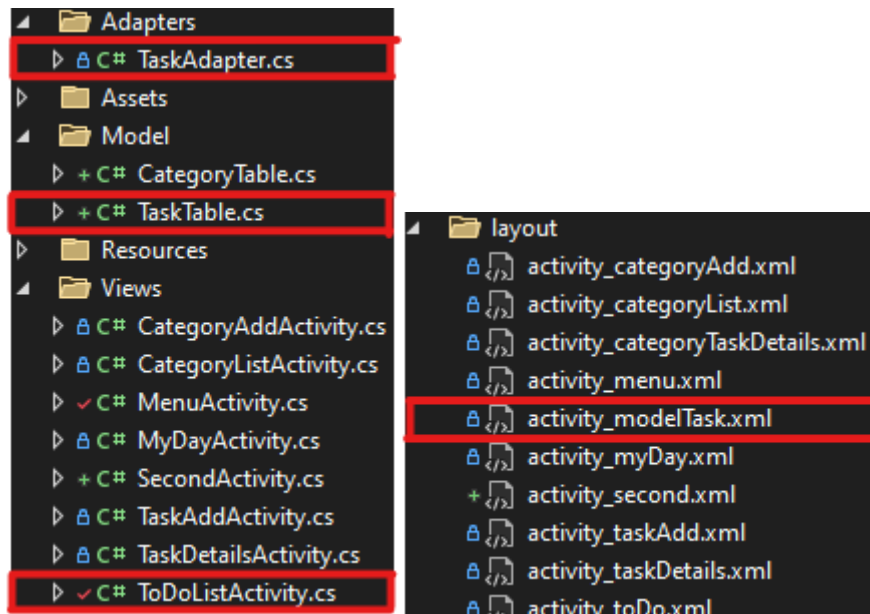 Adapters
C# TaskAdapter.cs
Assets
Model
+ C# CategoryTable.cs
+ C# TaskTable.cs
Resources
Views
C# CategoryAddActivity.cs
C# CategoryListActivity.cs
C# MenuActivity.cs
C# MyDayActivity.cs
+ C# SecondActivity.cs
C# TaskAddActivity.cs
C# TaskDetailsActivity.cs
C# ToDoListActivity.cs
layout
activity_categoryAdd.xml
activity_categoryList.xml
activity_categoryTaskDetails.xml
activity_menu.xml
activity_modelTask.xml
activity_myDay.xml
+ activity_second.xml
activity_taskAdd.xml
activity_taskDetails.xml
activity_toDo.xml